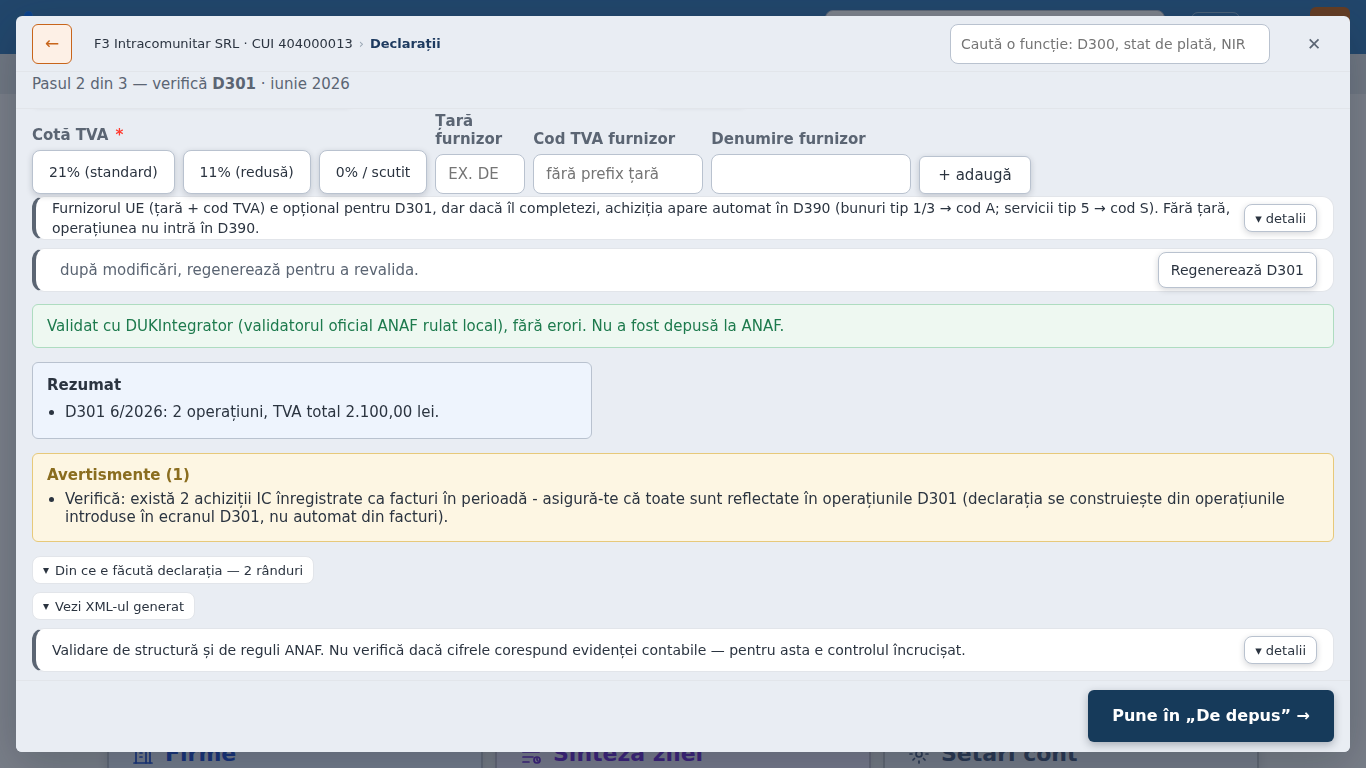 ←
F3 Intracomunitar SRL · CUI 404000013 › Declarații
Caută o funcție: D300, stat de plată, NIR
✕
Pasul 2 din 3 — verifică D301 · iunie 2026
Cotă TVA *
Țară furnizor
Cod TVA furnizor
Denumire furnizor
21% (standard)
11% (redusă)
0% / scutit
EX. DE
fără prefix țară
+ adaugă
Furnizorul UE (țară + cod TVA) e opțional pentru D301, dar dacă îl completezi, achiziția apare automat în D390 (bunuri tip 1/3 → cod A; servicii tip 5 → cod S). Fără țară,
operațiunea nu intră în D390.
▾ detalii
după modificări, regenerează pentru a revalida.
Regenerează D301
Validat cu DUKIntegrator (validatorul oficial ANAF rulat local), fără erori. Nu a fost depusă la ANAF.
Rezumat
• D301 6/2026: 2 operațiuni, TVA total 2.100,00 lei.
Avertismente (1)
• Verifică: există 2 achiziții IC înregistrate ca facturi în perioadă - asigură-te că toate sunt reflectate în operațiunile D301 (declarația se construiește din operațiunile
introduse în ecranul D301, nu automat din facturi).
▾ Din ce e făcută declarația — 2 rânduri
▾ Vezi XML-ul generat
Validare de structură și de reguli ANAF. Nu verifică dacă cifrele corespund evidenței contabile — pentru asta e controlul încrucișat.
▾ detalii
Pune în „De depus” →
Firme
Sinteza zilei
Setări cont